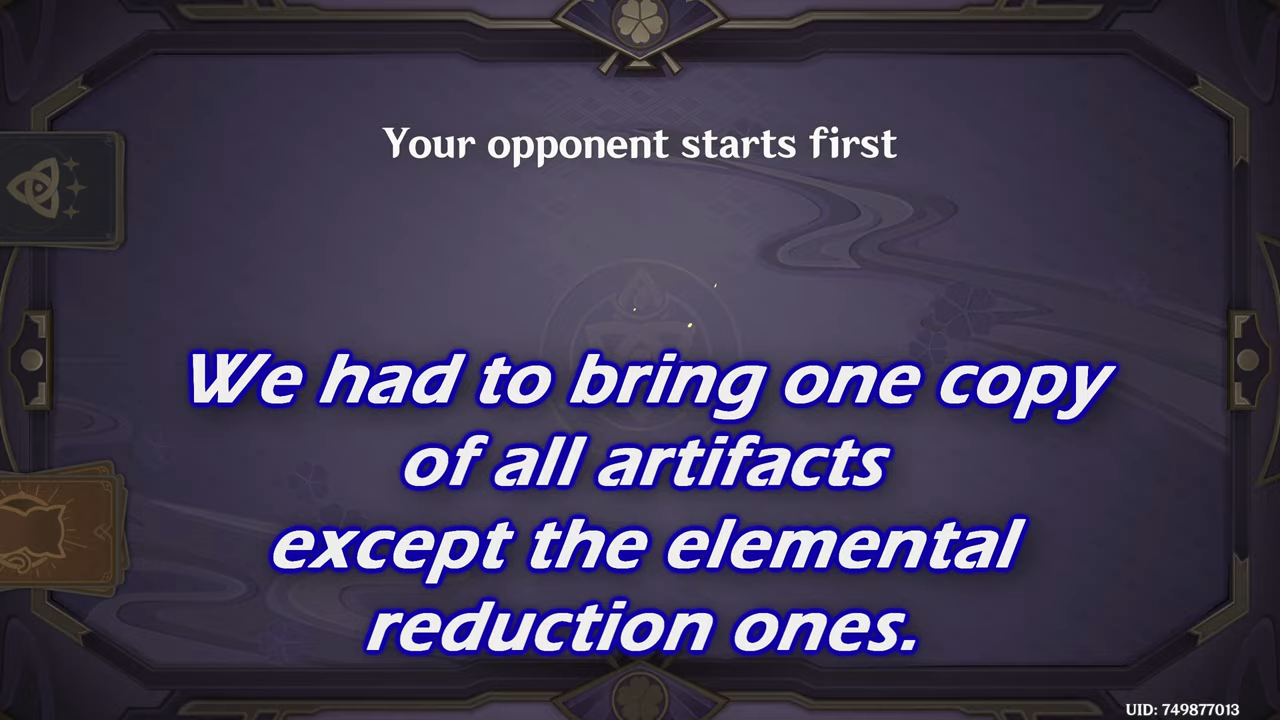 Your opponent starts first
We had to bring one copy
of all artifacts
except the elemental
reduction ones.
UID: 749877013